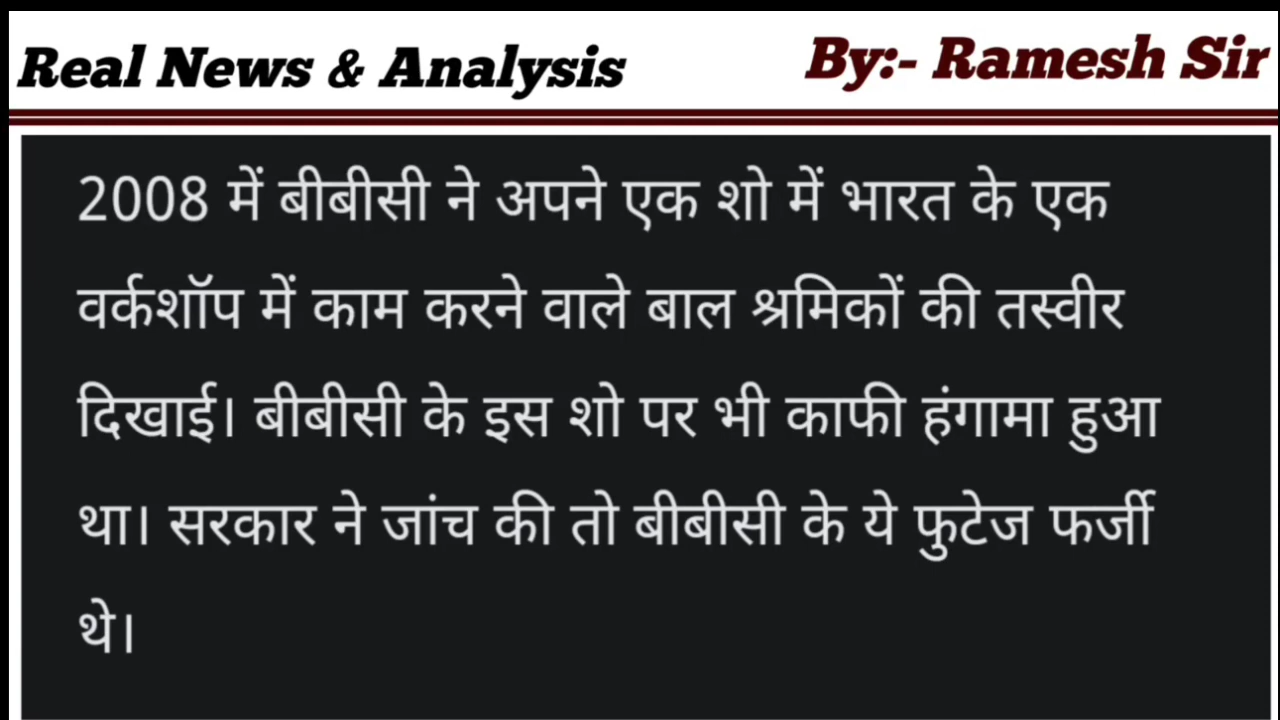 Real News & Analysis
By:- Ramesh Sir
2008 में बीबीसी ने अपने एक शो में भारत के एक
वर्कशॉप में काम करने वाले बाल श्रमिकों की तस्वीर
दिखाई। बीबीसी के इस शो पर भी काफी हंगामा हुआ
था। सरकार ने जांच की तो बीबीसी के ये फुटेज फर्जी
थे।